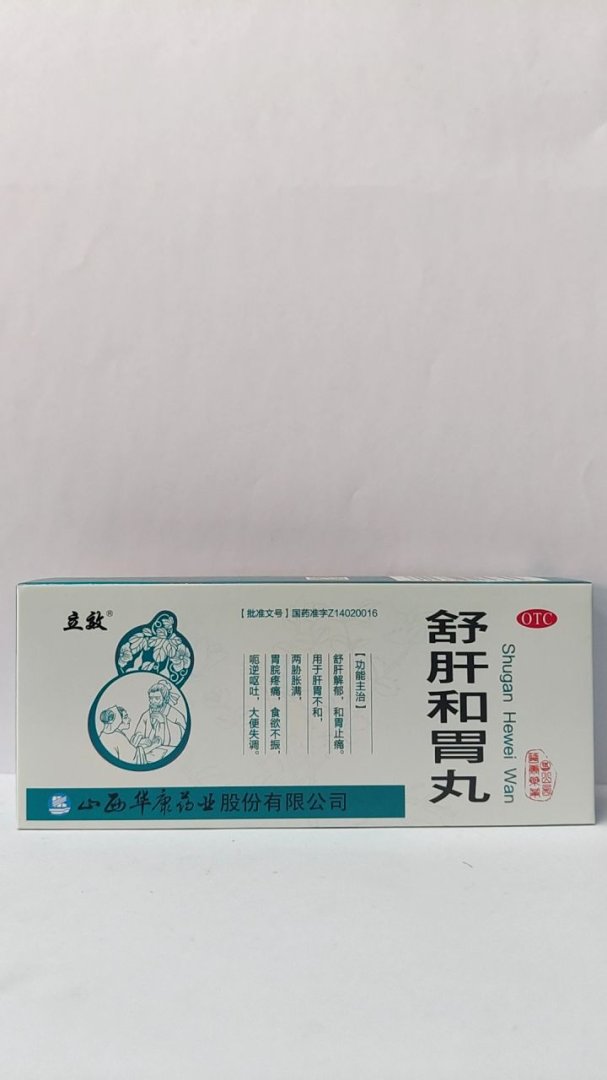 立效®
【批准文号】国药准字Z14020016
【功能主治】
舒肝解郁，和胃止痛。
用于肝胃不和，
两胁胀满，
胃脘疼痛，食欲不振，
呃逆呕吐，大便失调。
舒肝和胃丸
Shugan Hewei Wan
OTC
山西华康药业股份有限公司